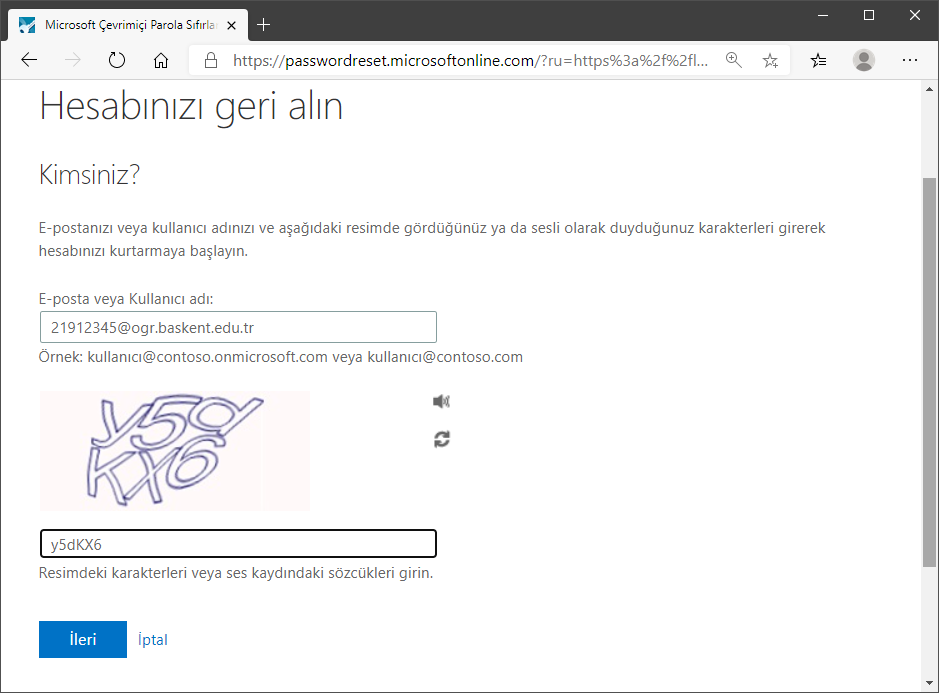 Microsoft Çevrimiçi Parola Sıfırla
https://passwordreset.microsoftonline.com/?ru=https%3a%2f%2fl...
Hesabınızı geri alın
Kimsiniz?
E-postanızı veya kullanıcı adınızı ve aşağıdaki resimde gördüğünüz ya da sesli olarak duyduğunuz karakterleri girerek
hesabınızı kurtarmaya başlayın.
E-posta veya Kullanıcı adı:
21912345@ogr.baskent.edu.tr
Örnek: kullanıcı@contoso.onmicrosoft.com veya kullanıcı@contoso.com
y5dKX6
Resimdeki karakterleri veya ses kaydındaki sözcükleri girin.
İleri
İptal